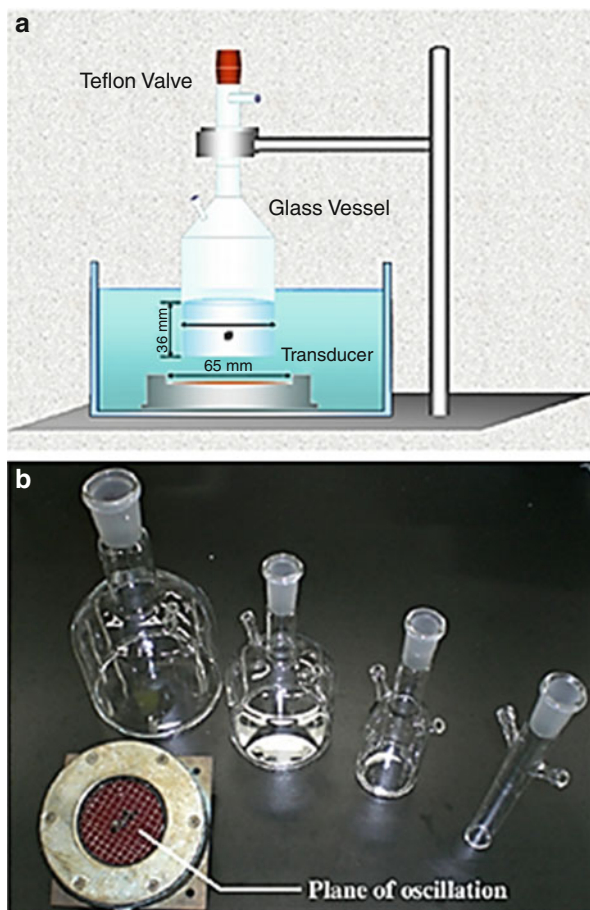 a
Teflon Valve
Glass Vessel
36 mm
Transducer
65 mm
b
Plane of oscillation